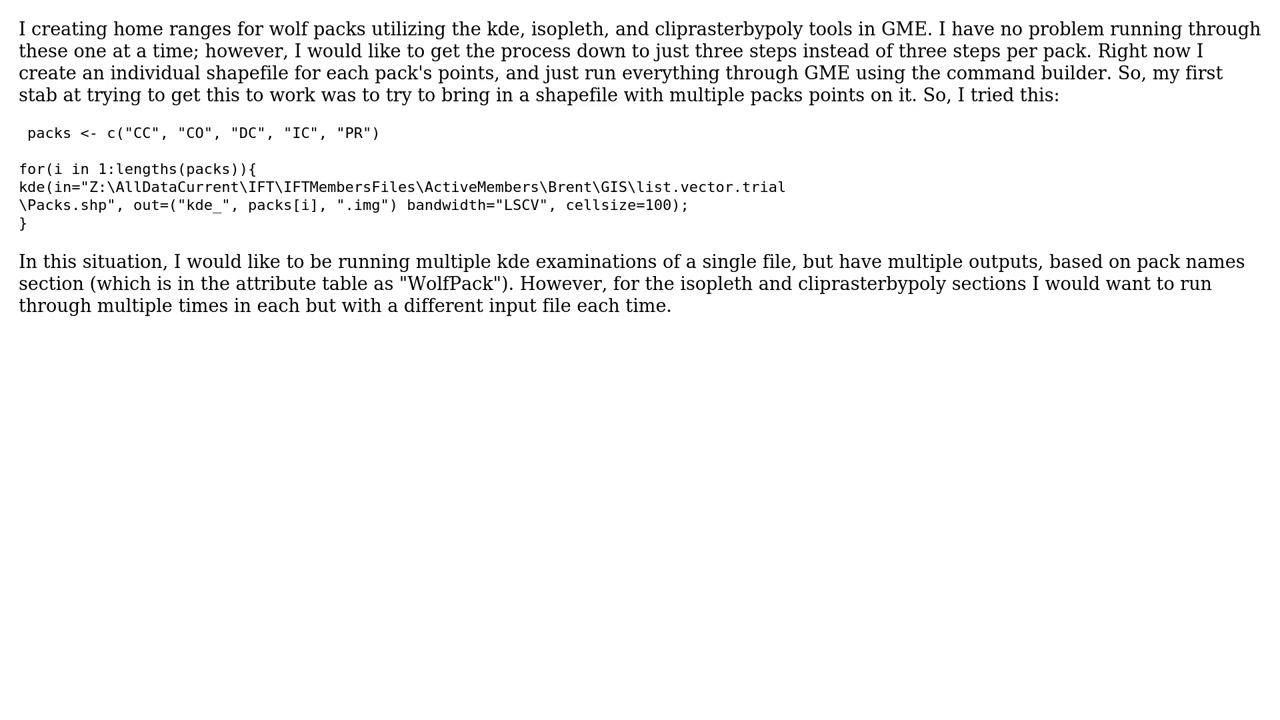 I creating home ranges for wolf packs utilizing the kde, isopleth, and cliprasterbypoly tools in GME. I have no problem running through
these one at a time; however, I would like to get the process down to just three steps instead of three steps per pack. Right now I
create an individual shapefile for each pack's points, and just run everything through GME using the command builder. So, my first
stab at trying to get this to work was to try to bring in a shapefile with multiple packs points on it. So, I tried this:
packs <- c("CC", "CO", "DC", "IC", "PR")
for(i in 1:lengths(packs)){
kde(in="Z:\AllDataCurrent\IFT\IFTMembersFiles\ActiveMembers\Brent\GIS\list.vector.trial
\Packs.shp", out=("kde_", packs[i], ".img") bandwidth="LSCV", cellsize=100);
}
In this situation, I would like to be running multiple kde examinations of a single file, but have multiple outputs, based on pack names
section (which is in the attribute table as "WolfPack"). However, for the isopleth and cliprasterbypoly sections I would want to run
through multiple times in each but with a different input file each time.